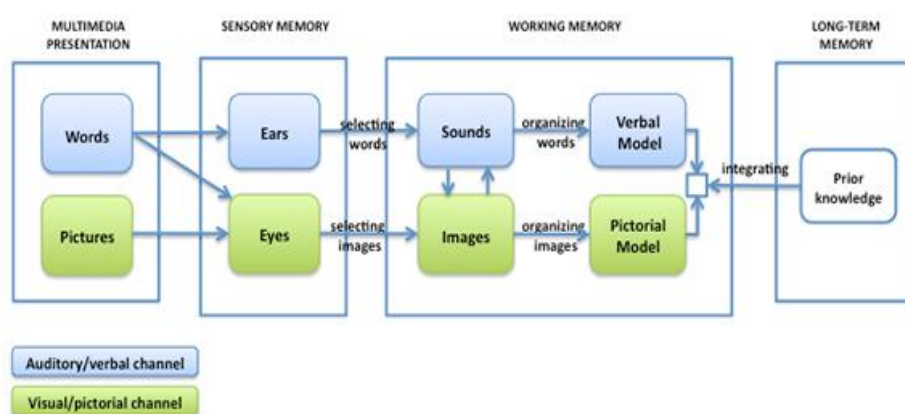 MULTIMEDIA
PRESENTATION
SENSORY MEMORY
WORKING MEMORY
LONG-TERM
MEMORY
Words
Ears
selecting
words
Sounds
organizing
words
Verbal
Model
integrating
Prior
knowledge
Pictures
Eyes
selecting
images
Images
organizing
images
Pictorial
Model
Auditory/verbal channel
Visual/pictorial channel